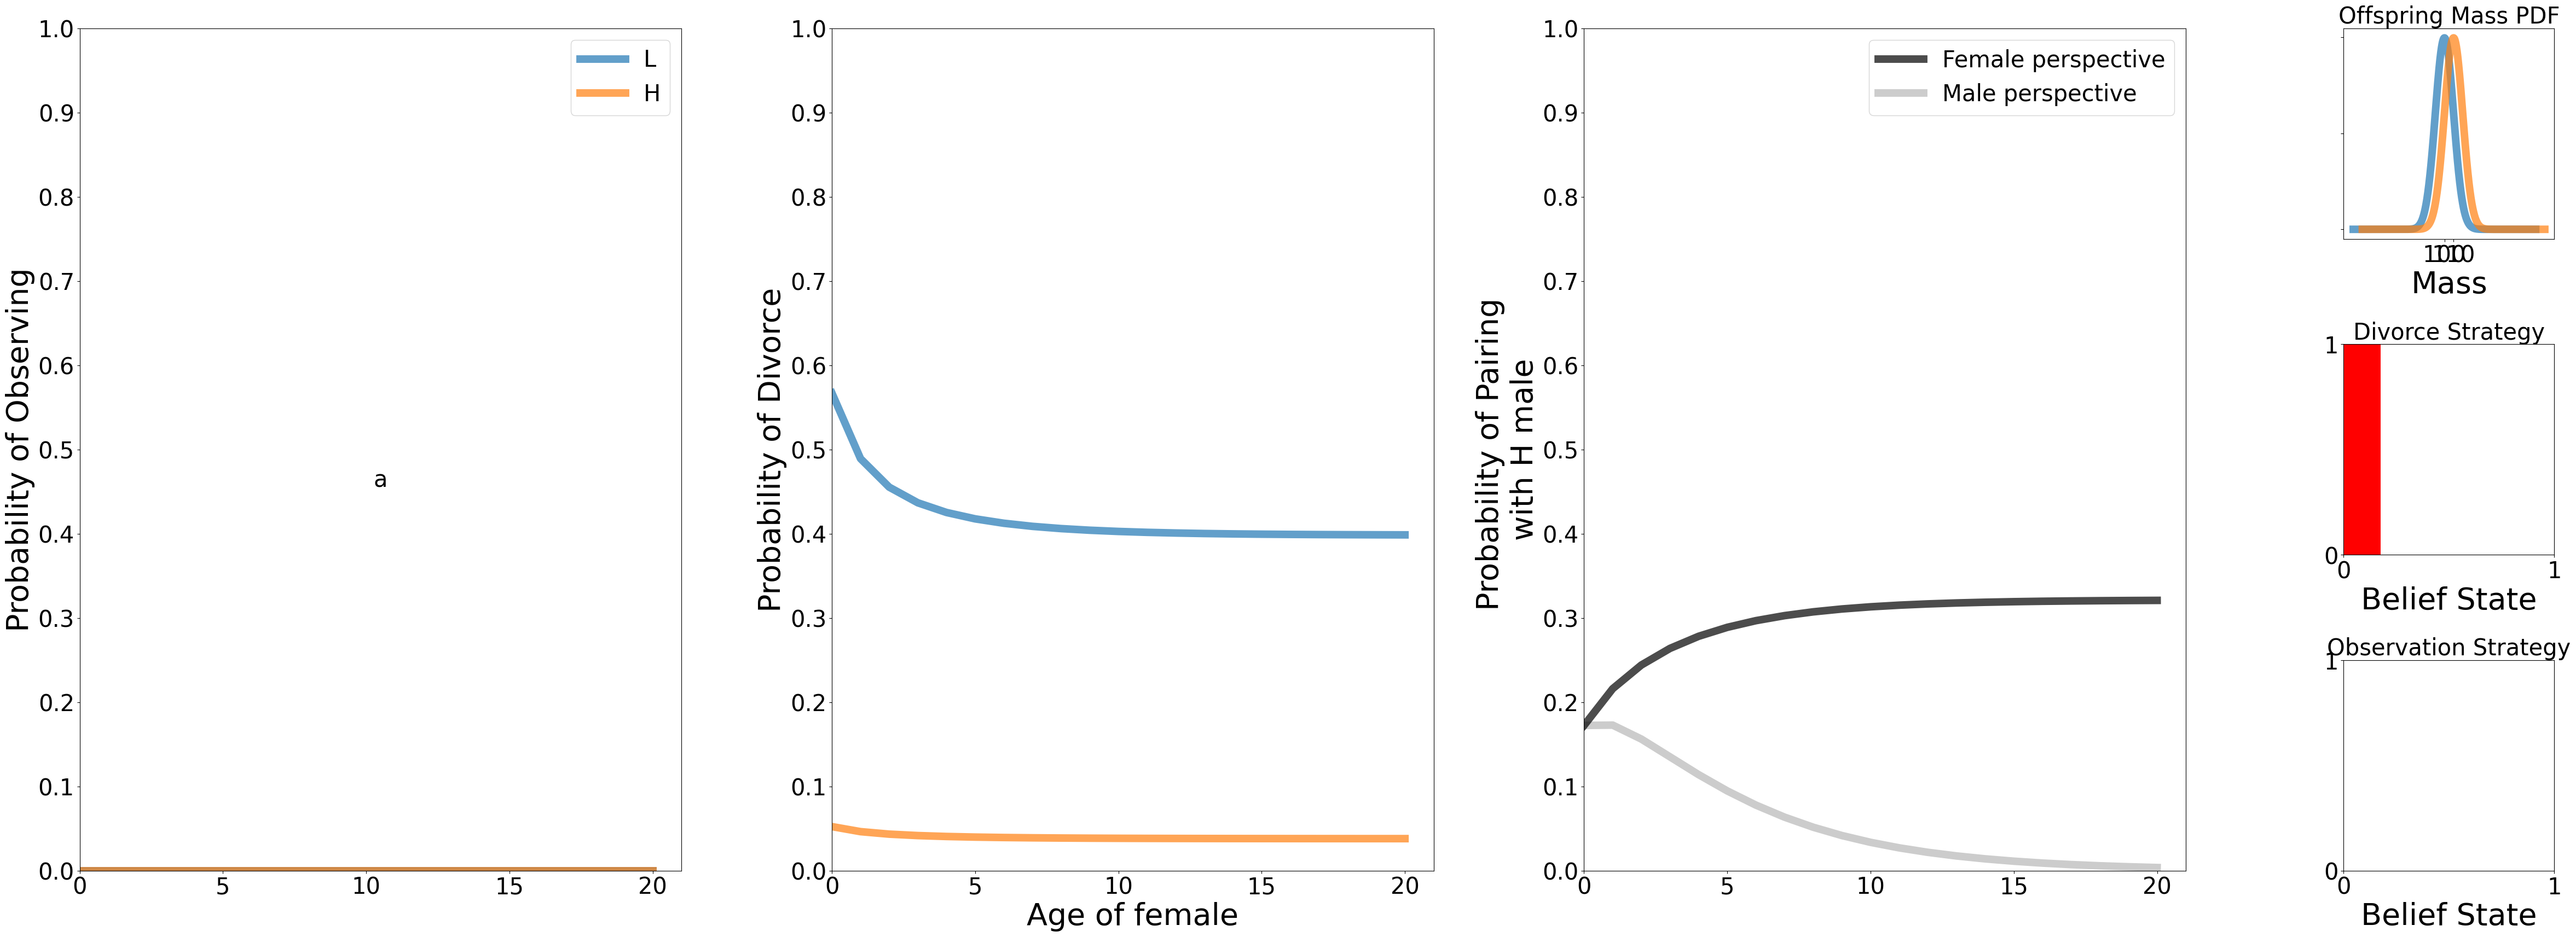 Probability of Observing
1.0
0.9
0.8
0.7
0.6
0.5
0.4
0.3
0.2
0.1
0.0
0 5 10 15 20
L
H
a
Probability of Divorce
1.0
0.9
0.8
0.7
0.6
0.5
0.4
0.3
0.2
0.1
0.0
0 5 10 15 20
Age of female
Probability of Pairing
with H male
1.0
0.9
0.8
0.7
0.6
0.5
0.4
0.3
0.2
0.1
0.0
0 5 10 15 20
Female perspective
Male perspective
Offspring Mass PDF
100 110
Mass
Divorce Strategy
1
0
0 1
Belief State
Observation Strategy
1
0
0 1
Belief State